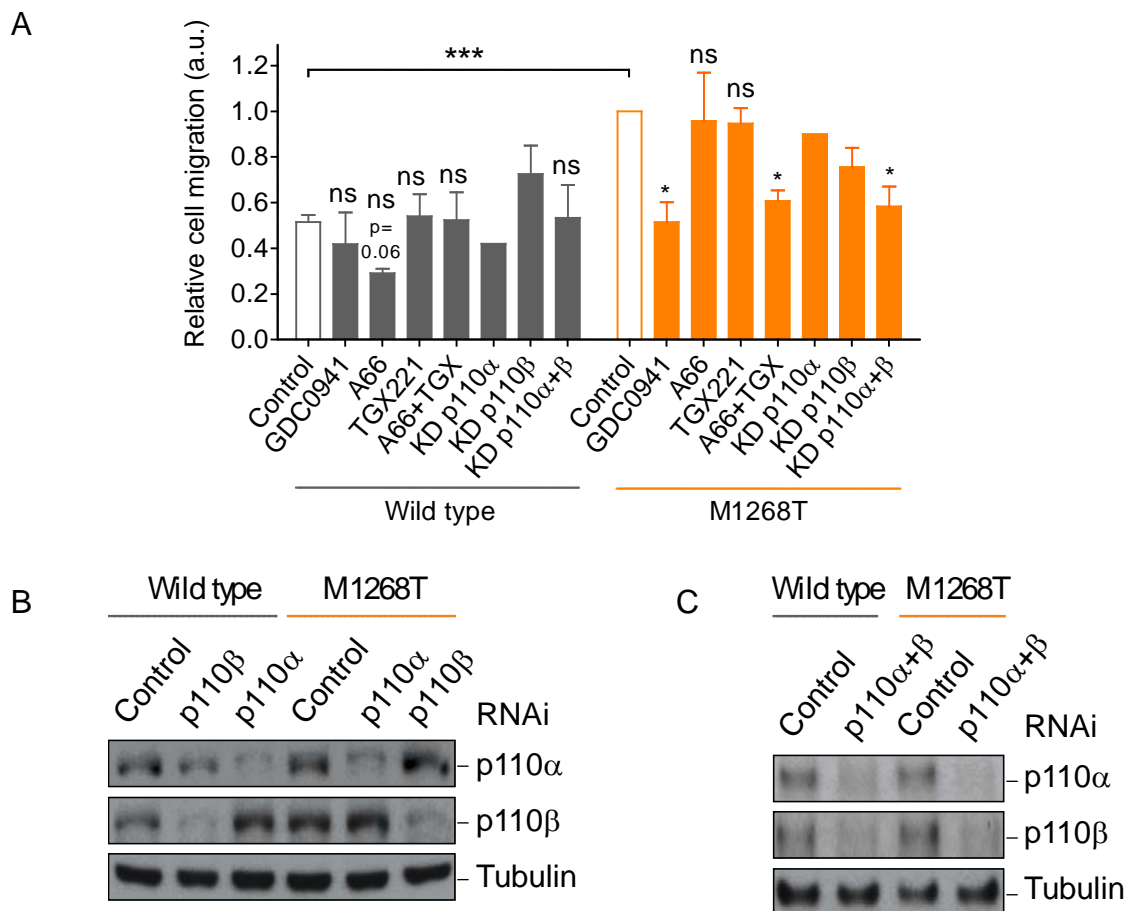 A
Relative cell migration (a.u.)
1.2
1.0
0.8
0.6
0.4
0.2
0.0
***
ns
ns
p=
0.06
ns
ns
ns
*
ns
ns
*
*
Control
GDC0941
A66
TGX221
A66+TGX
KD p110α
KD p110β
KD p110α+β
Control
GDC0941
A66
TGX221
A66+TGX
KD p110α
KD p110β
KD p110α+β
Wild type
M1268T
B
Wild type
M1268T
Control
p110β
p110α
Control
p110α
p110β
RNAi
p110α
p110β
Tubulin
C
Wild type
M1268T
Control
p110α+β
Control
p110α+β
RNAi
p110α
p110β
Tubulin